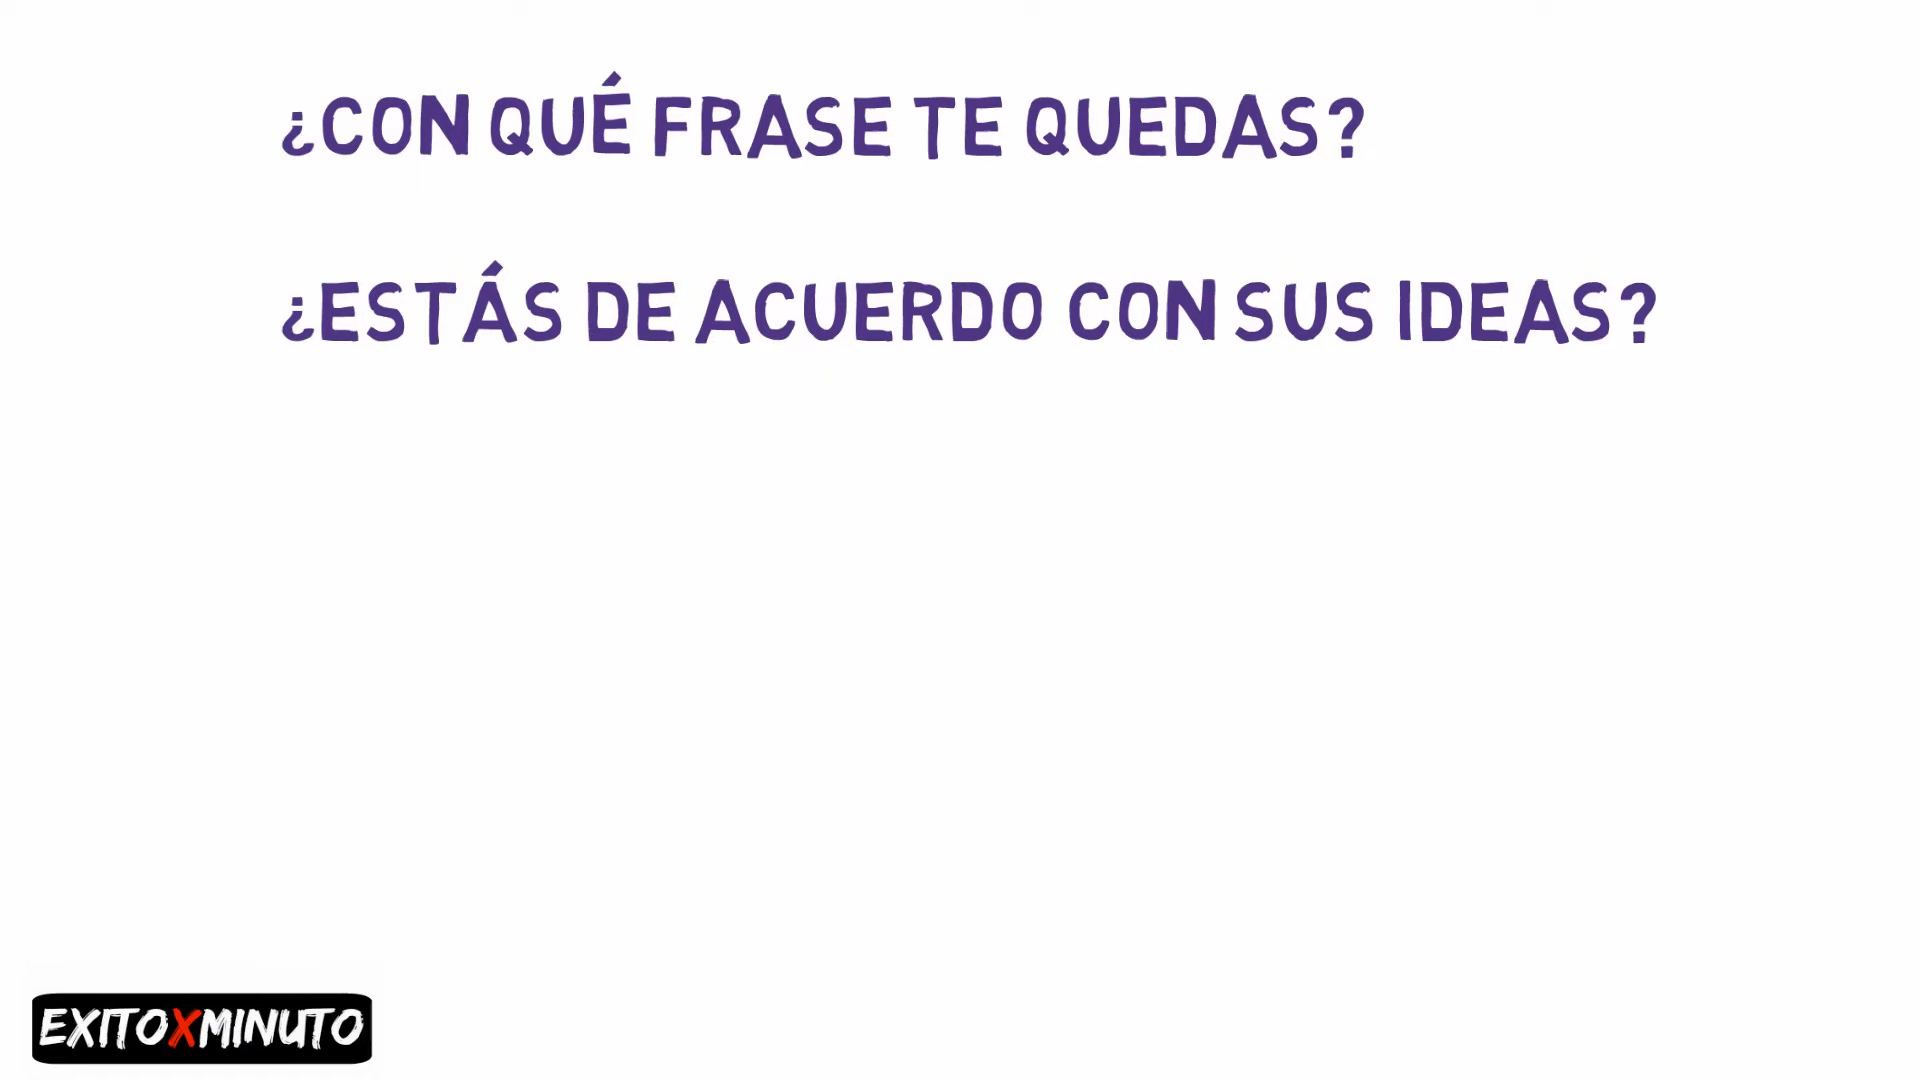 ¿CON QUÉ FRASE TE QUEDAS?
¿ESTÁS DE ACUERDO CON SUS IDEAS?
EXITOXMINUTO